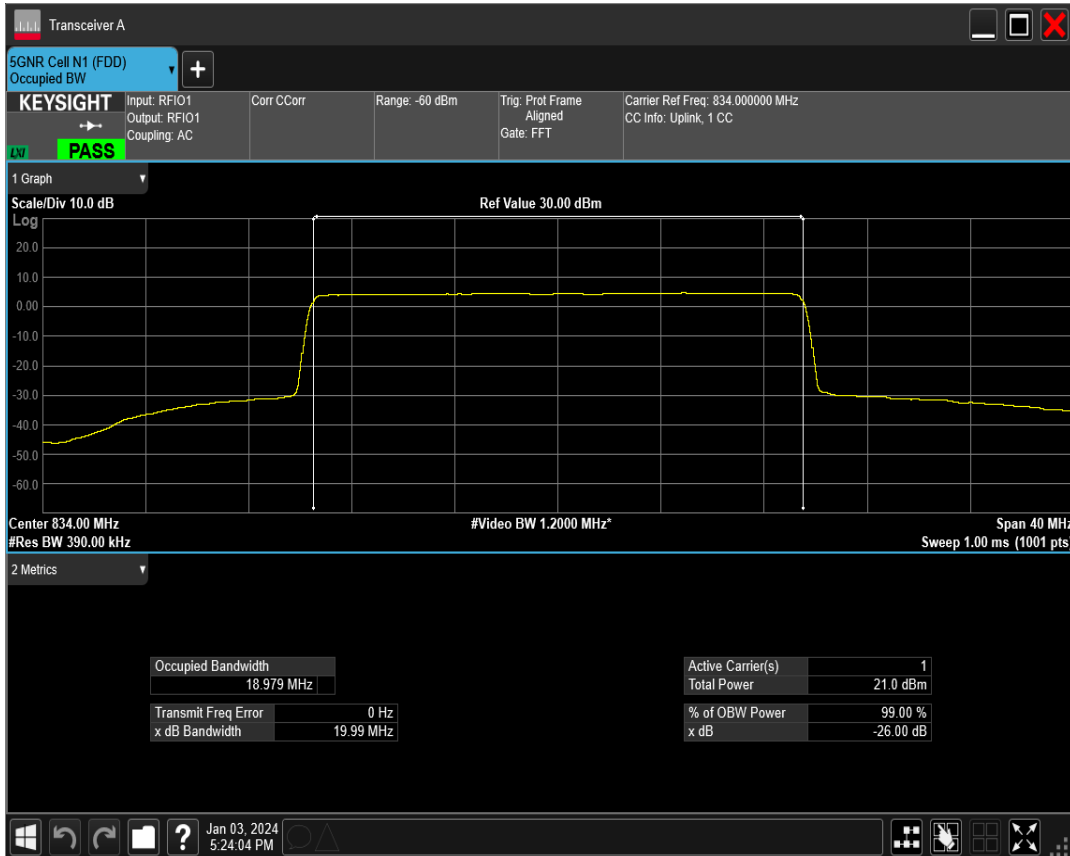 Transceiver A
5GNR Cell N1 (FDD)
Occupied BW
+
KEYSIGHT
LXI
PASS
Input: RFIO1
Output: RFIO1
Coupling: AC
Corr CCorr
Range: -60 dBm
Trig: Prot Frame
Aligned
Gate: FFT
Carrier Ref Freq: 834.000000 MHz
CC Info: Uplink, 1 CC
1 Graph
Scale/Div 10.0 dB
Ref Value 30.00 dBm
Log
20.0
10.0
0.00
-10.0
-20.0
-30.0
-40.0
-50.0
-60.0
Center 834.00 MHz
#Video BW 1.2000 MHz*
Span 40 MHz
#Res BW 390.00 kHz
Sweep 1.00 ms (1001 pts)
2 Metrics
Occupied Bandwidth
18.979 MHz
Transmit Freq Error 0 Hz
x dB Bandwidth 19.99 MHz
Active Carrier(s) 1
Total Power 21.0 dBm
% of OBW Power 99.00 %
x dB -26.00 dB
?
Jan 03, 2024
5:24:04 PM